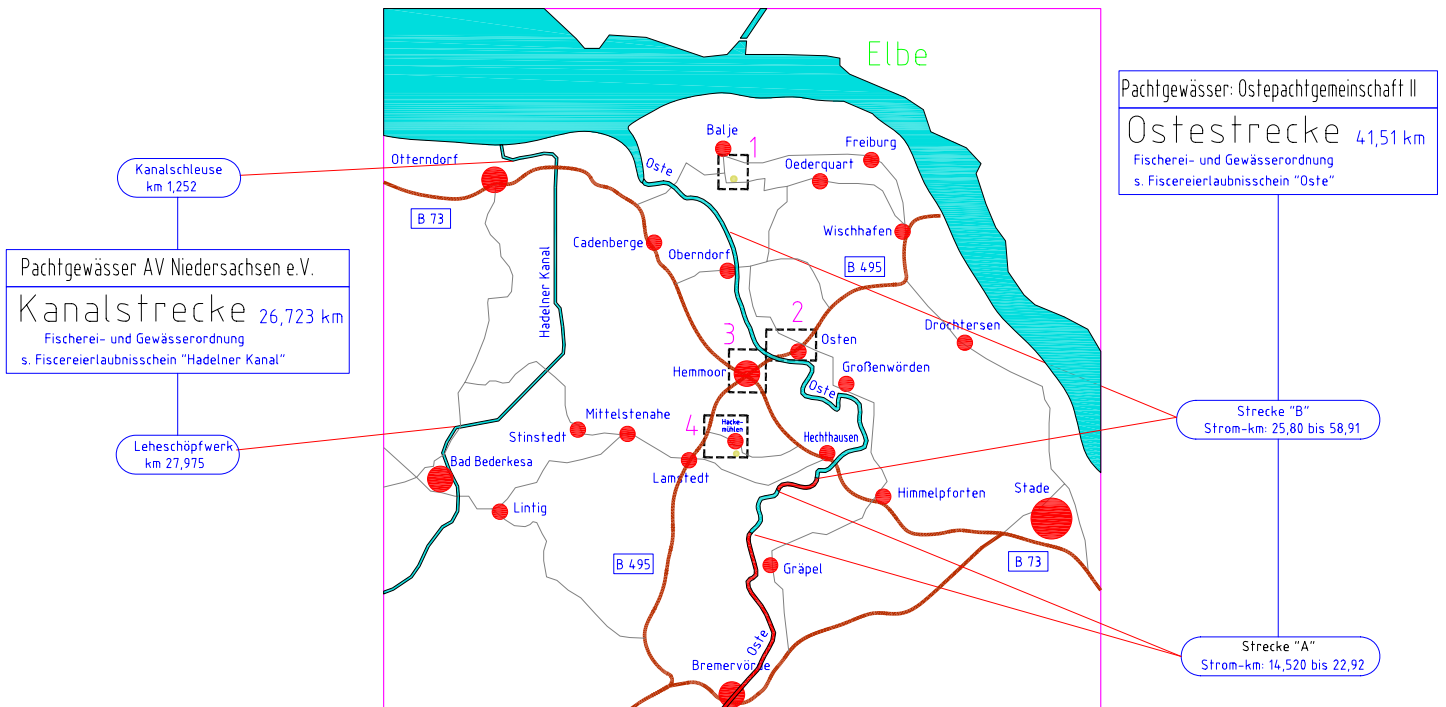 Kanalschleuse
km 1,252
Pachtgewässer AV Niedersachsen e.V.
Kanalstrecke 26,723 km
Fischerei- und Gewässerordnung
s. Fiscereierlaubnisschein "Hadelner Kanal"
Leheschöpfwerk
km 27,975
Elbe
Otterndorf
B 73
Hadelner Kanal
Balje
1
Freiburg
Oederquart
Oste
Cadenberge
Oberndorf
Wischhafen
B 495
Drochtersen
2
3
Osten
Hemmoor
Großenwörden
Oste
4
Hacke-
mühlen
Mittelstenahe
Stinstedt
Hechthausen
Lamstedt
Bad Bederkesa
Lintig
Himmelpforten
Stade
B 495
B 73
Gräpel
Oste
Bremervörde
Pachtgewässer: Ostepachtgemeinschaft II
Ostestrecke 41,51 km
Fischerei- und Gewässerordnung
s. Fiscereierlaubnisschein "Oste"
Strecke "B"
Strom-km: 25,80 bis 58,91
Strecke "A"
Strom-km: 14,520 bis 22,92